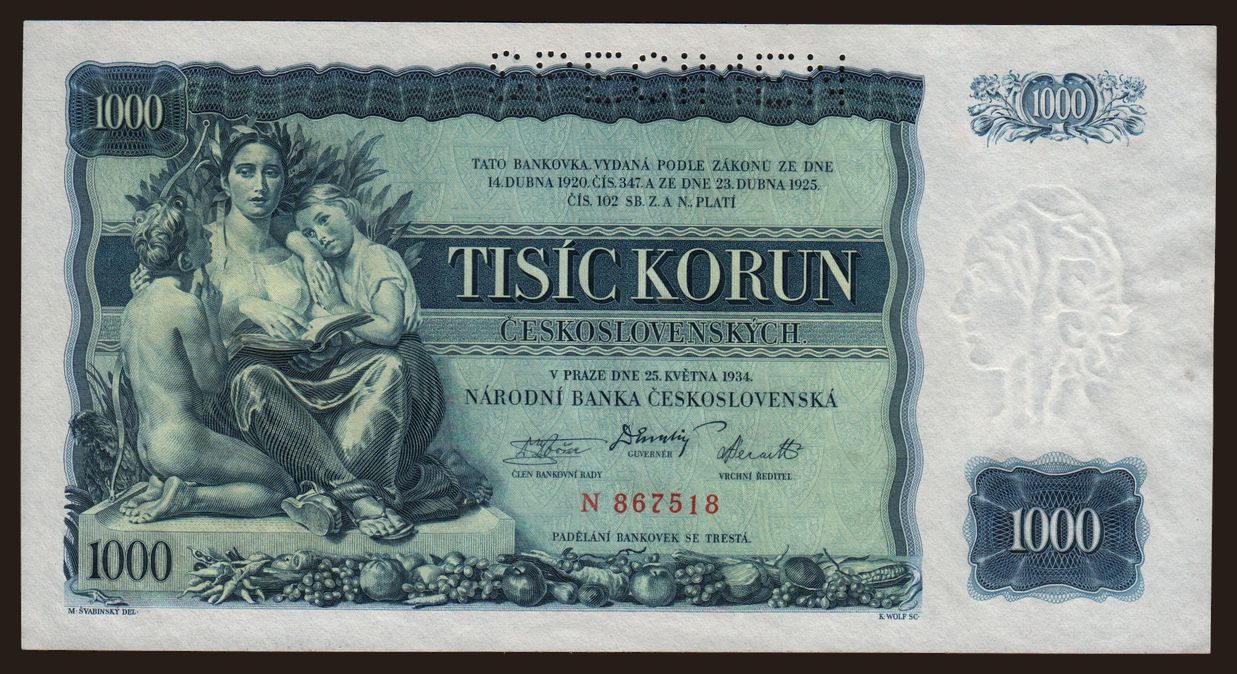 SPECIMEN
1000
1000
TATO BANKOVKA, VYDANÁ PODLE ZÁKONŮ ZE DNE
14. DUBNA 1920, ČÍS. 347, A ZE DNE 23. DUBNA 1925,
ČÍS. 102 SB. Z. A N., PLATÍ
TISÍC KORUN
ČESKOSLOVENSKÝCH.
V PRAZE DNE 25. KVĚTNA 1934.
NÁRODNÍ BANKA ČESKOSLOVENSKÁ
GUVERNÉR
ČLEN BANKOVNÍ RADY
VRCHNÍ ŘEDITEL
N 867518
PADĚLÁNÍ BANKOVEK SE TRESTÁ.
1000
1000
M. ŠVABINSKÝ DEL.
K. WOLF SC.